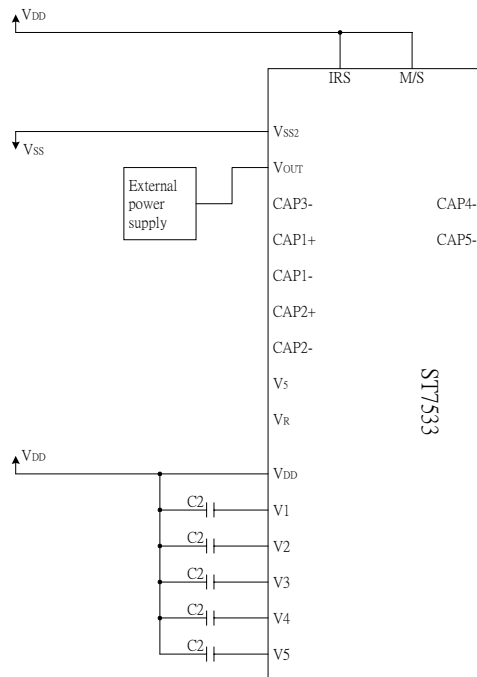 VDD
IRS M/S
VSS2
VSS
VOUT
External
power
supply
CAP3- CAP4-
CAP1+ CAP5-
CAP1-
CAP2+
CAP2-
V5
ST7533
VR
VDD
VDD
C2 V1
C2 V2
C2 V3
C2 V4
C2 V5